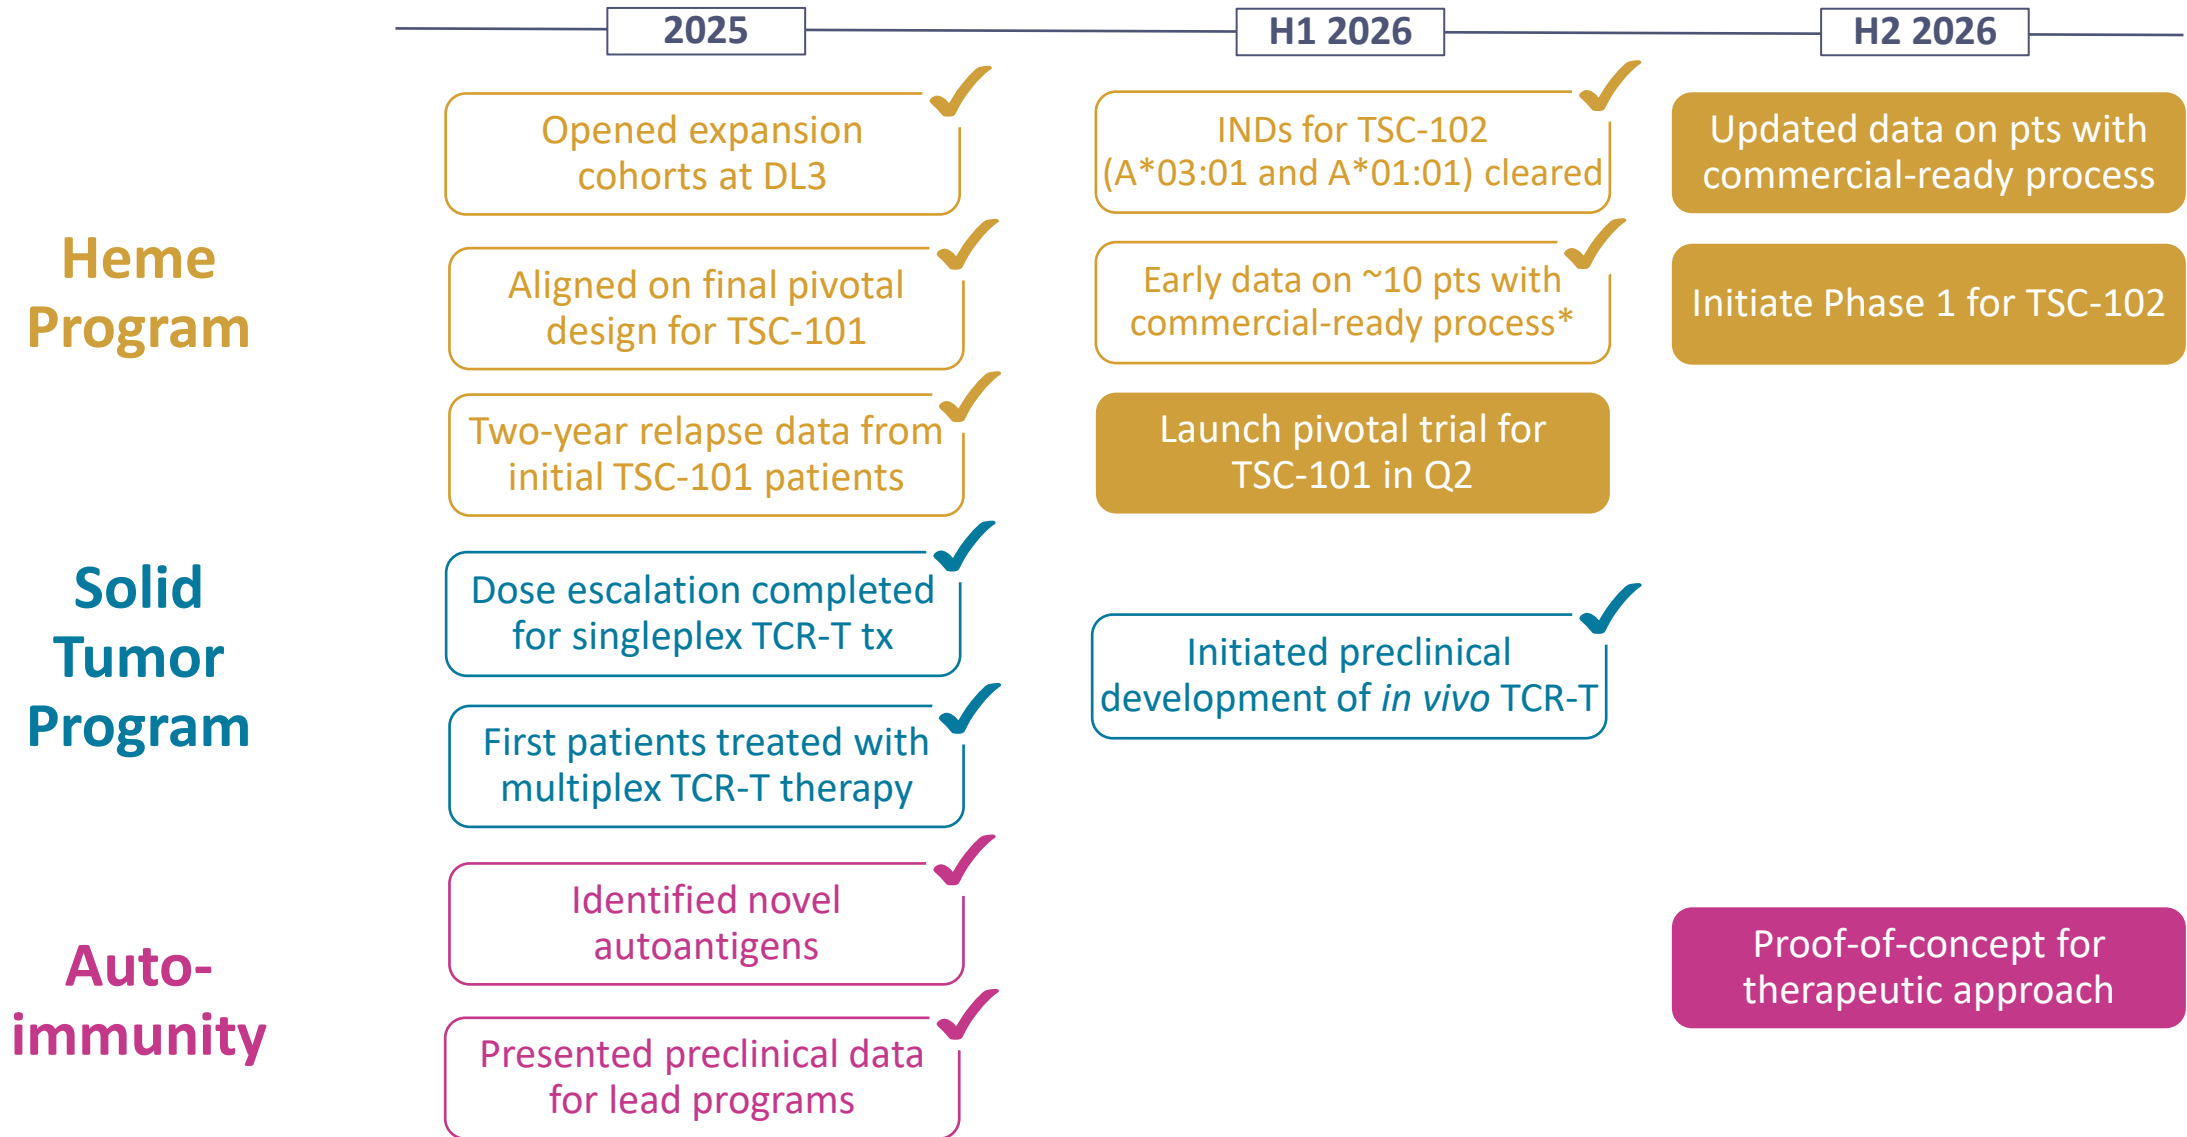 2025
H1 2026
H2 2026
Heme
Program
Opened expansion
cohorts at DL3
INDs for TSC-102
(A*03:01 and A*01:01) cleared
Updated data on pts with
commercial-ready process
Aligned on final pivotal
design for TSC-101
Early data on ~10 pts with
commercial-ready process*
Initiate Phase 1 for TSC-102
Two-year relapse data from
initial TSC-101 patients
Launch pivotal trial for
TSC-101 in Q2
Solid
Tumor
Program
Dose escalation completed
for singleplex TCR-T tx
Initiated preclinical
development of in vivo TCR-T
First patients treated with
multiplex TCR-T therapy
Auto-
immunity
Identified novel
autoantigens
Proof-of-concept for
therapeutic approach
Presented preclinical data
for lead programs